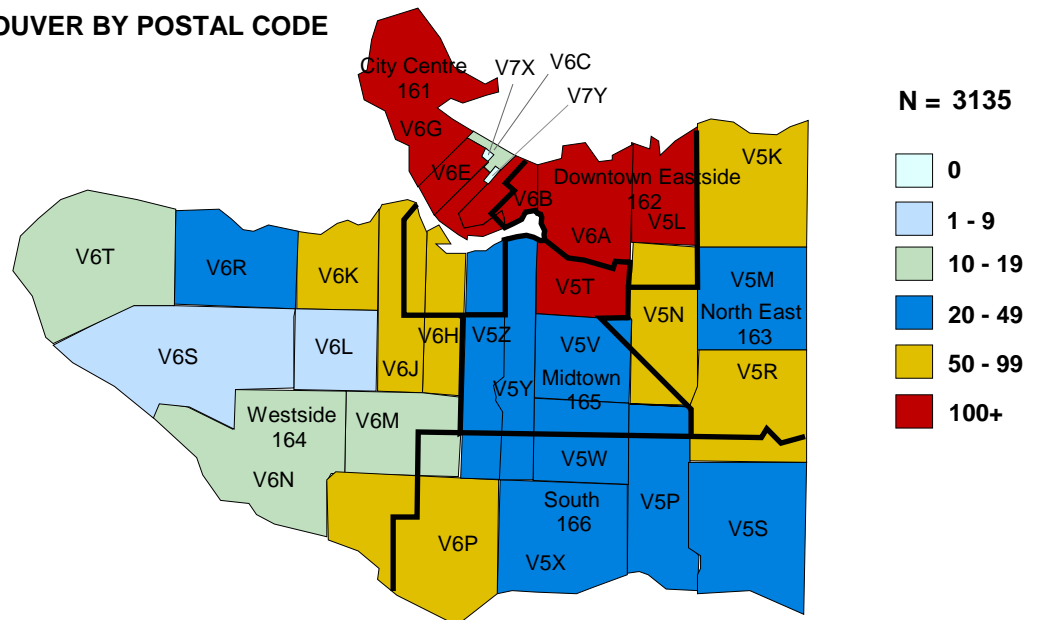 OUVER BY POSTAL CODE
City Centre
161
V7X
V6C
V7Y
V6G
V6E
V6B
Downtown Eastside
162
V5K
V5L
V6A
V6T
V6R
V6K
V5T
V5M
North East
163
V5N
V6S
V6L
V6J
V6H
V5Z
V5Y
V5V
Midtown
165
V5R
Westside
164
V6M
V6N
V5W
South
166
V5P
V5S
V6P
V5X
N = 3135
0
1 - 9
10 - 19
20 - 49
50 - 99
100+